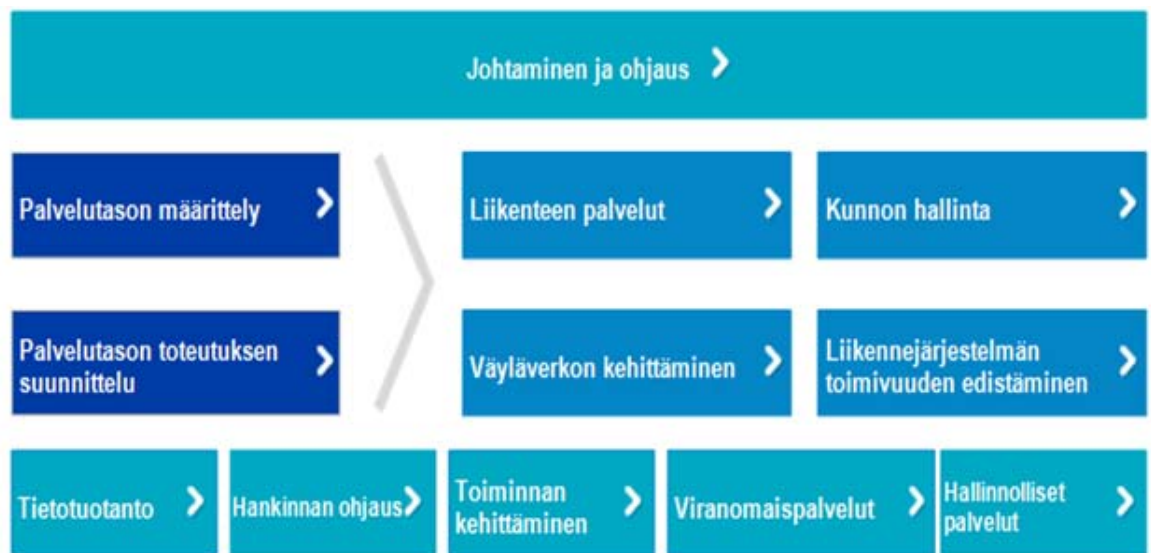 Johtaminen ja ohjaus
Palvelutason määrittely
Liikenteen palvelut
Kunnon hallinta
Palvelutason toteutuksen
suunnittelu
Väyläverkon kehittäminen
Liikennejärjestelmän
toimivuuden edistäminen
Tietotuotanto
Hankinnan ohjaus
Toiminnan
kehittäminen
Viranomaispalvelut
Hallinnolliset
palvelut